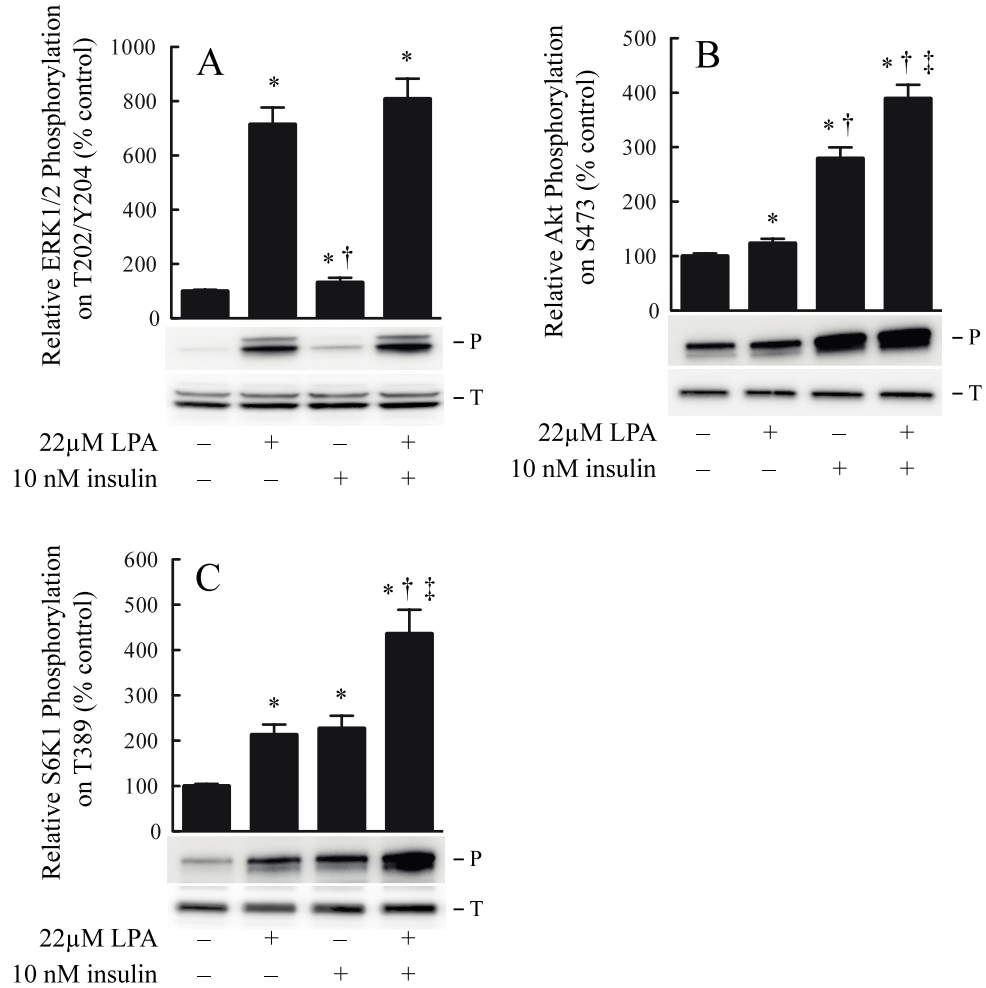 Relative ERK1/2 Phosphorylation
on T202/Y204 (% control)
1000
800
600
400
200
0
A
*
* †
*
– P
– T
22µM LPA – + – +
10 nM insulin – – + +
Relative Akt Phosphorylation
on S473 (% control)
500
400
300
200
100
0
B
*
* †
* † ‡
– P
– T
22µM LPA – + – +
10 nM insulin – – + +
Relative S6K1 Phosphorylation
on T389 (% control)
600
500
400
300
200
100
0
C
*
*
* † ‡
– P
– T
22µM LPA – + – +
10 nM insulin – – + +